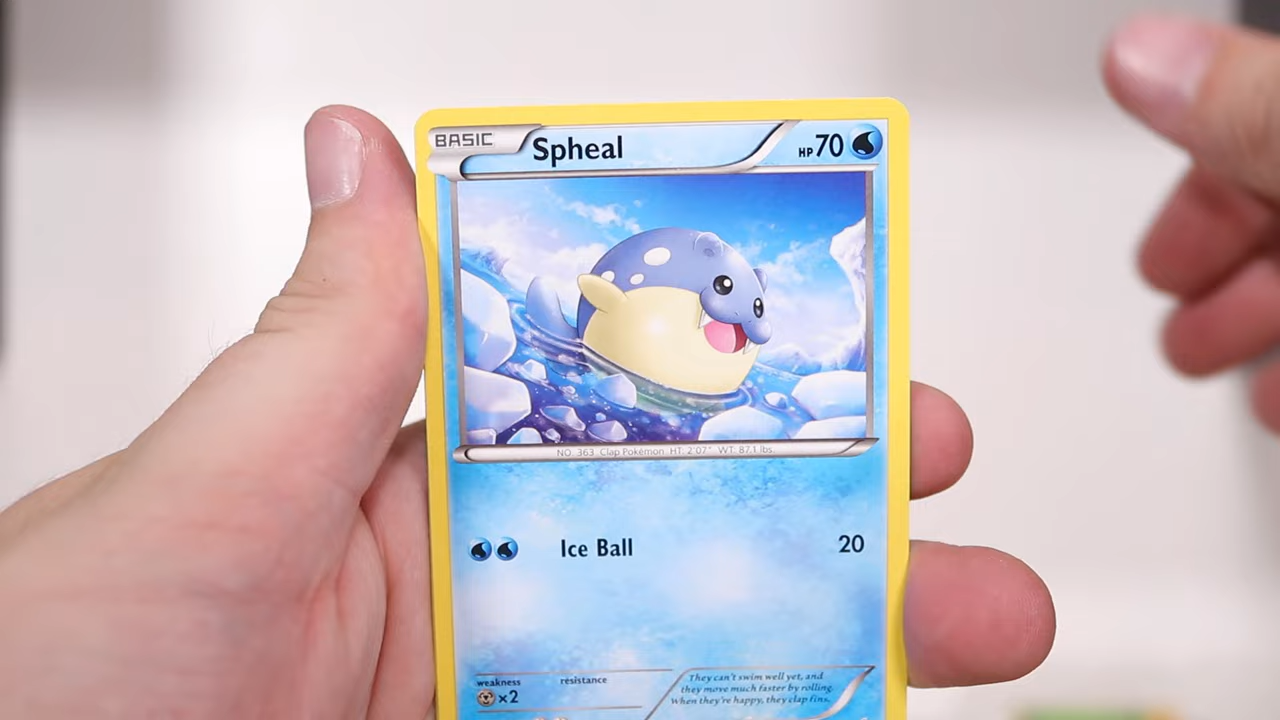 BASIC Spheal HP 70
NO. 363 Clap Pokémon HT: 2'07" WT: 87.1 lbs.
Ice Ball 20
weakness resistance
×2
They can't swim well yet, and
they move much faster by rolling.
When they're happy, they clap fins.